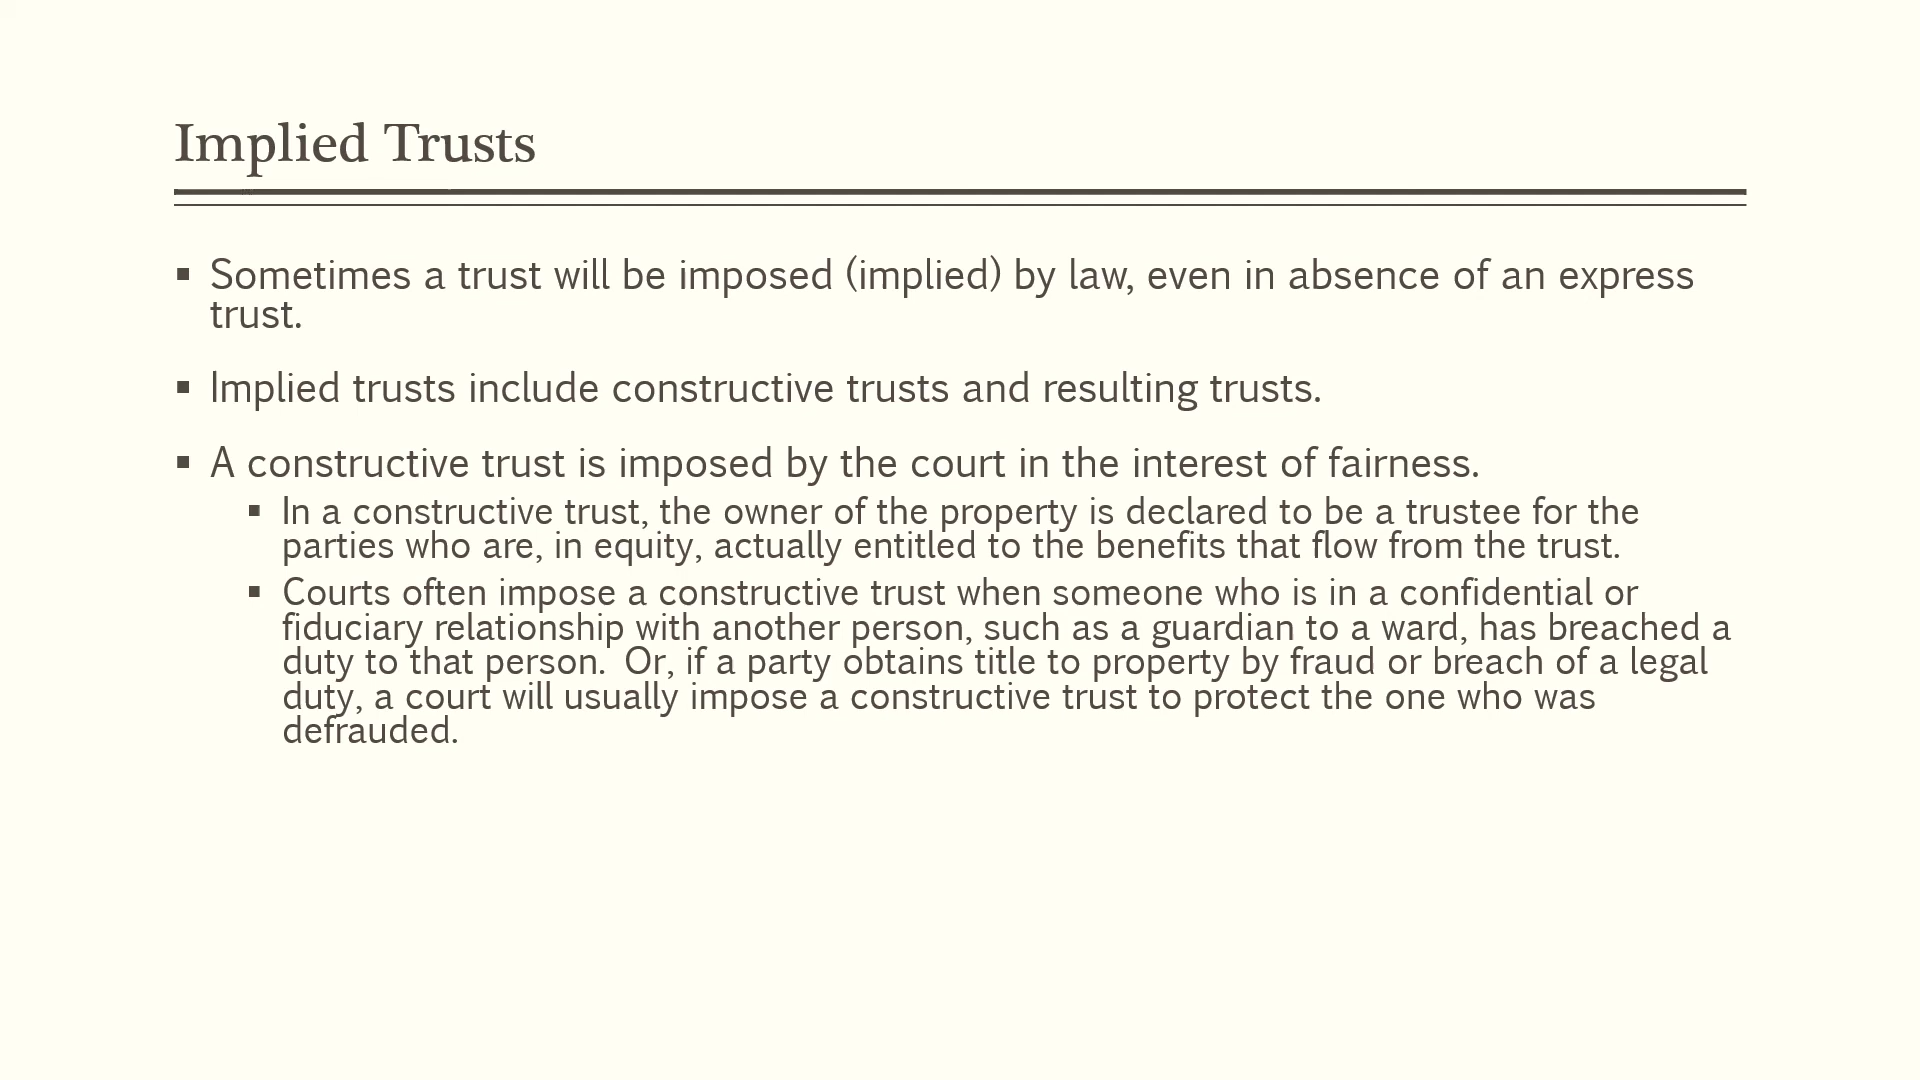 Implied Trusts
▪ Sometimes a trust will be imposed (implied) by law, even in absence of an express
trust.
▪ Implied trusts include constructive trusts and resulting trusts.
▪ A constructive trust is imposed by the court in the interest of fairness.
▪ In a constructive trust, the owner of the property is declared to be a trustee for the
parties who are, in equity, actually entitled to the benefits that flow from the trust.
▪ Courts often impose a constructive trust when someone who is in a confidential or
fiduciary relationship with another person, such as a guardian to a ward, has breached a
duty to that person.  Or, if a party obtains title to property by fraud or breach of a legal
duty, a court will usually impose a constructive trust to protect the one who was
defrauded.